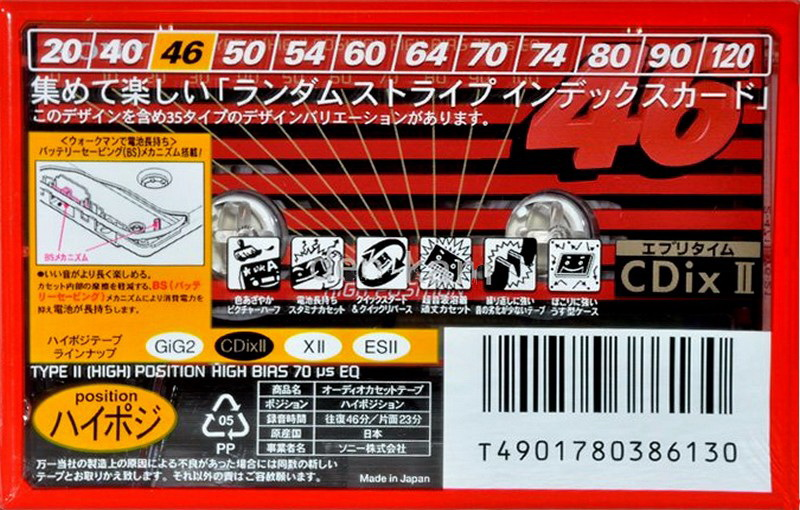 20 40 46 50 54 60 64 70 74 80 90 120
集めて楽しい「ランダム ストライプ インデックスカード」
このデザインを含め35タイプのデザインバリエーションがあります。
46
<ウォークマンで電池長持ち>
バッテリーセービング(BS)メカニズム搭載!
BSメカニズム
●いい音がより長く楽しめる。
カセット内部の摩擦を軽減する、BS(バッテ
リーセービング)メカニズムにより消費電力を
抑え電池が長持ちします。
エブリタイム
CDix II
色あざやか
ピクチャーハーフ
電池長持ち
スタミナカセット
クイックスタート
&クイックリバース
超音波溶着
頑丈カセット
繰り返しに強い
音の劣化が少ないテープ
ほこりに強い
うす型ケース
ハイポジテープ
ラインナップ
GiG2 CDixII XII ESII
TYPE II (HIGH) POSITION HIGH BIAS 70 μs EQ
position
ハイポジ
05
PP
商品名 オーディオカセットテープ
ポジション ハイポジション
録音時間 往復46分/片面23分
原産国 日本
事業者名 ソニー株式会社
万一当社の製造上の原因による不良があった場合には同数の新しい
テープとお取りかえ致します。それ以外の責はご容赦願います。
Made in Japan
T4901780386130